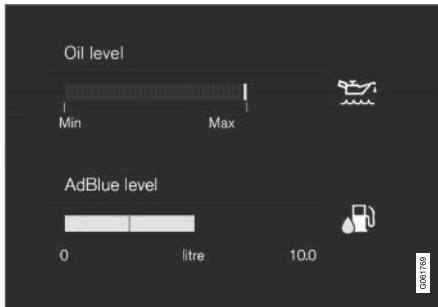 Oil level
Min Max
AdBlue level
0 litre 10.0
G061769